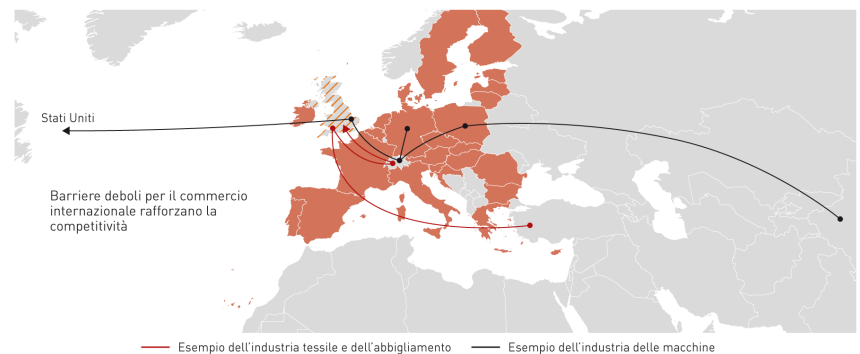 Stati Uniti
Barriere deboli per il commercio
internazionale rafforzano la
competitività
Esempio dell'industria tessile e dell'abbigliamento
Esempio dell'industria delle macchine